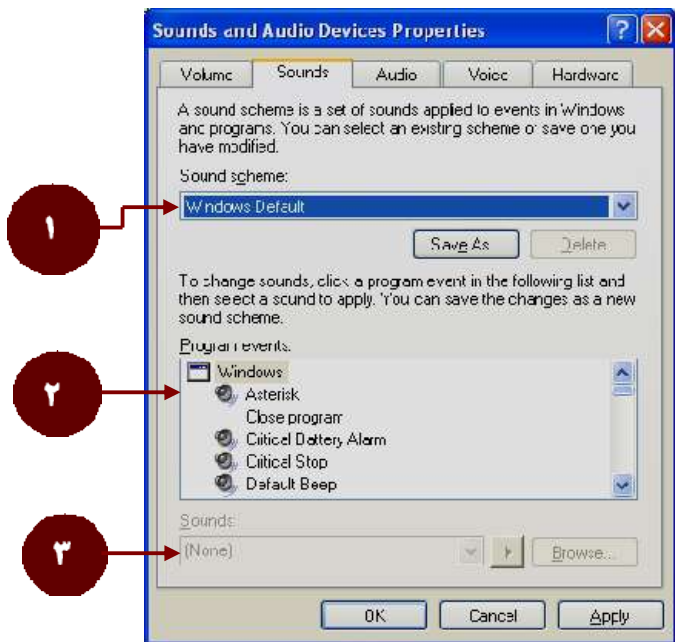 Sounds and Audio Devices Properties
Volume Sounds Audio Voice Hardware
A sound scheme is a set of sounds applied to events in Windows
and programs. You can select an existing scheme or save one you
have modified.
Sound scheme:
۱
Windows Default
Save As Delete
To change sounds, click a program event in the following list and
then select a sound to apply. You can save the changes as a new
sound scheme.
Program events:
Windows
۲
Asterisk
Close program
Critical Battery Alarm
Critical Stop
Default Beep
Sounds:
۳
(None) Browse...
OK Cancel Apply